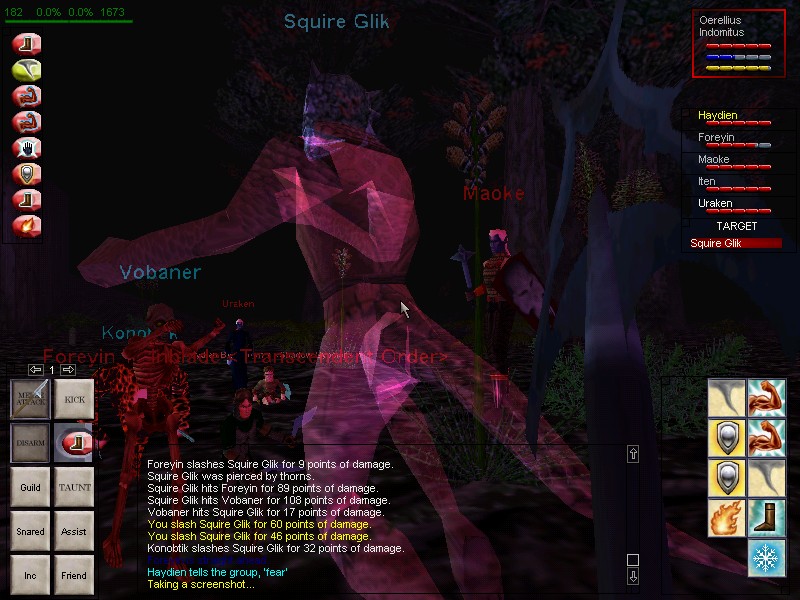 182 0.0% 0.0% 1673
Squire Glik
Oerellius
Indomitus
Haydien
Foreyin
Maoke
Iten
Uraken
TARGET
Squire Glik
Maoke
Vobaner
Uraken
Foreyin
Order>
1
MELEE ATTACK
KICK
DISARM
Guild
TAUNT
Snared
Assist
Inc
Friend
Foreyin slashes Squire Glik for 9 points of damage.
Squire Glik was pierced by thorns.
Squire Glik hits Foreyin for 89 points of damage.
Squire Glik hits Vobaner for 108 points of damage.
Vobaner hits Squire Glik for 17 points of damage.
You slash Squire Glik for 60 points of damage.
You slash Squire Glik for 46 points of damage.
Konobtik slashes Squire Glik for 32 points of damage.
Haydien tells the group, 'fear'
Taking a screenshot...